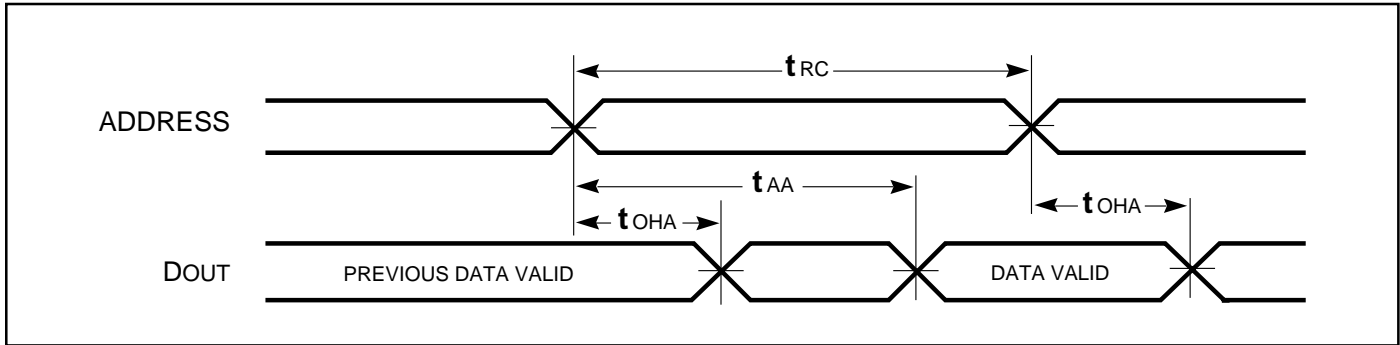 tRC
ADDRESS
tAA
tOHA
tOHA
DOUT
PREVIOUS DATA VALID
DATA VALID